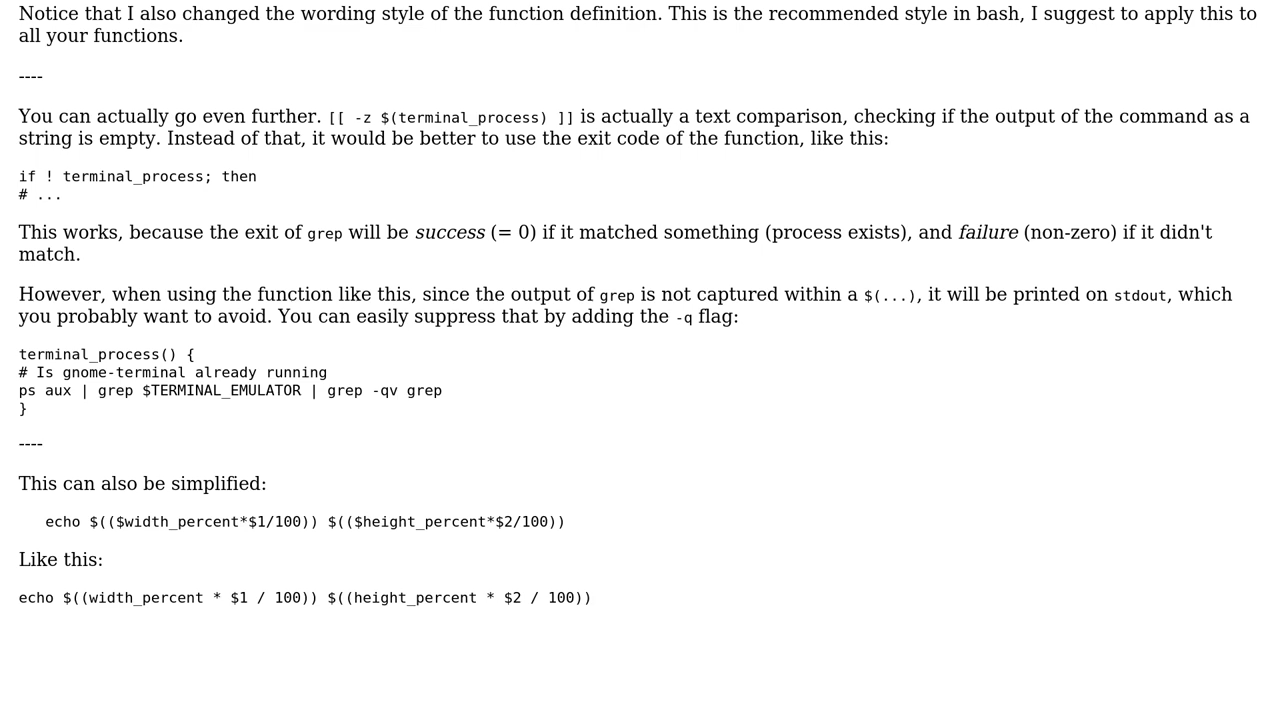 Notice that I also changed the wording style of the function definition. This is the recommended style in bash, I suggest to apply this to
all your functions.
----
You can actually go even further. [[ -z $(terminal_process) ]] is actually a text comparison, checking if the output of the command as a
string is empty. Instead of that, it would be better to use the exit code of the function, like this:
if ! terminal_process; then
# ...
This works, because the exit of grep will be success (= 0) if it matched something (process exists), and failure (non-zero) if it didn't
match.
However, when using the function like this, since the output of grep is not captured within a $(...), it will be printed on stdout, which
you probably want to avoid. You can easily suppress that by adding the -q flag:
terminal_process() {
# Is gnome-terminal already running
ps aux | grep $TERMINAL_EMULATOR | grep -qv grep
}
----
This can also be simplified:
echo $(($width_percent*$1/100)) $(($height_percent*$2/100))
Like this:
echo $((width_percent * $1 / 100)) $((height_percent * $2 / 100))